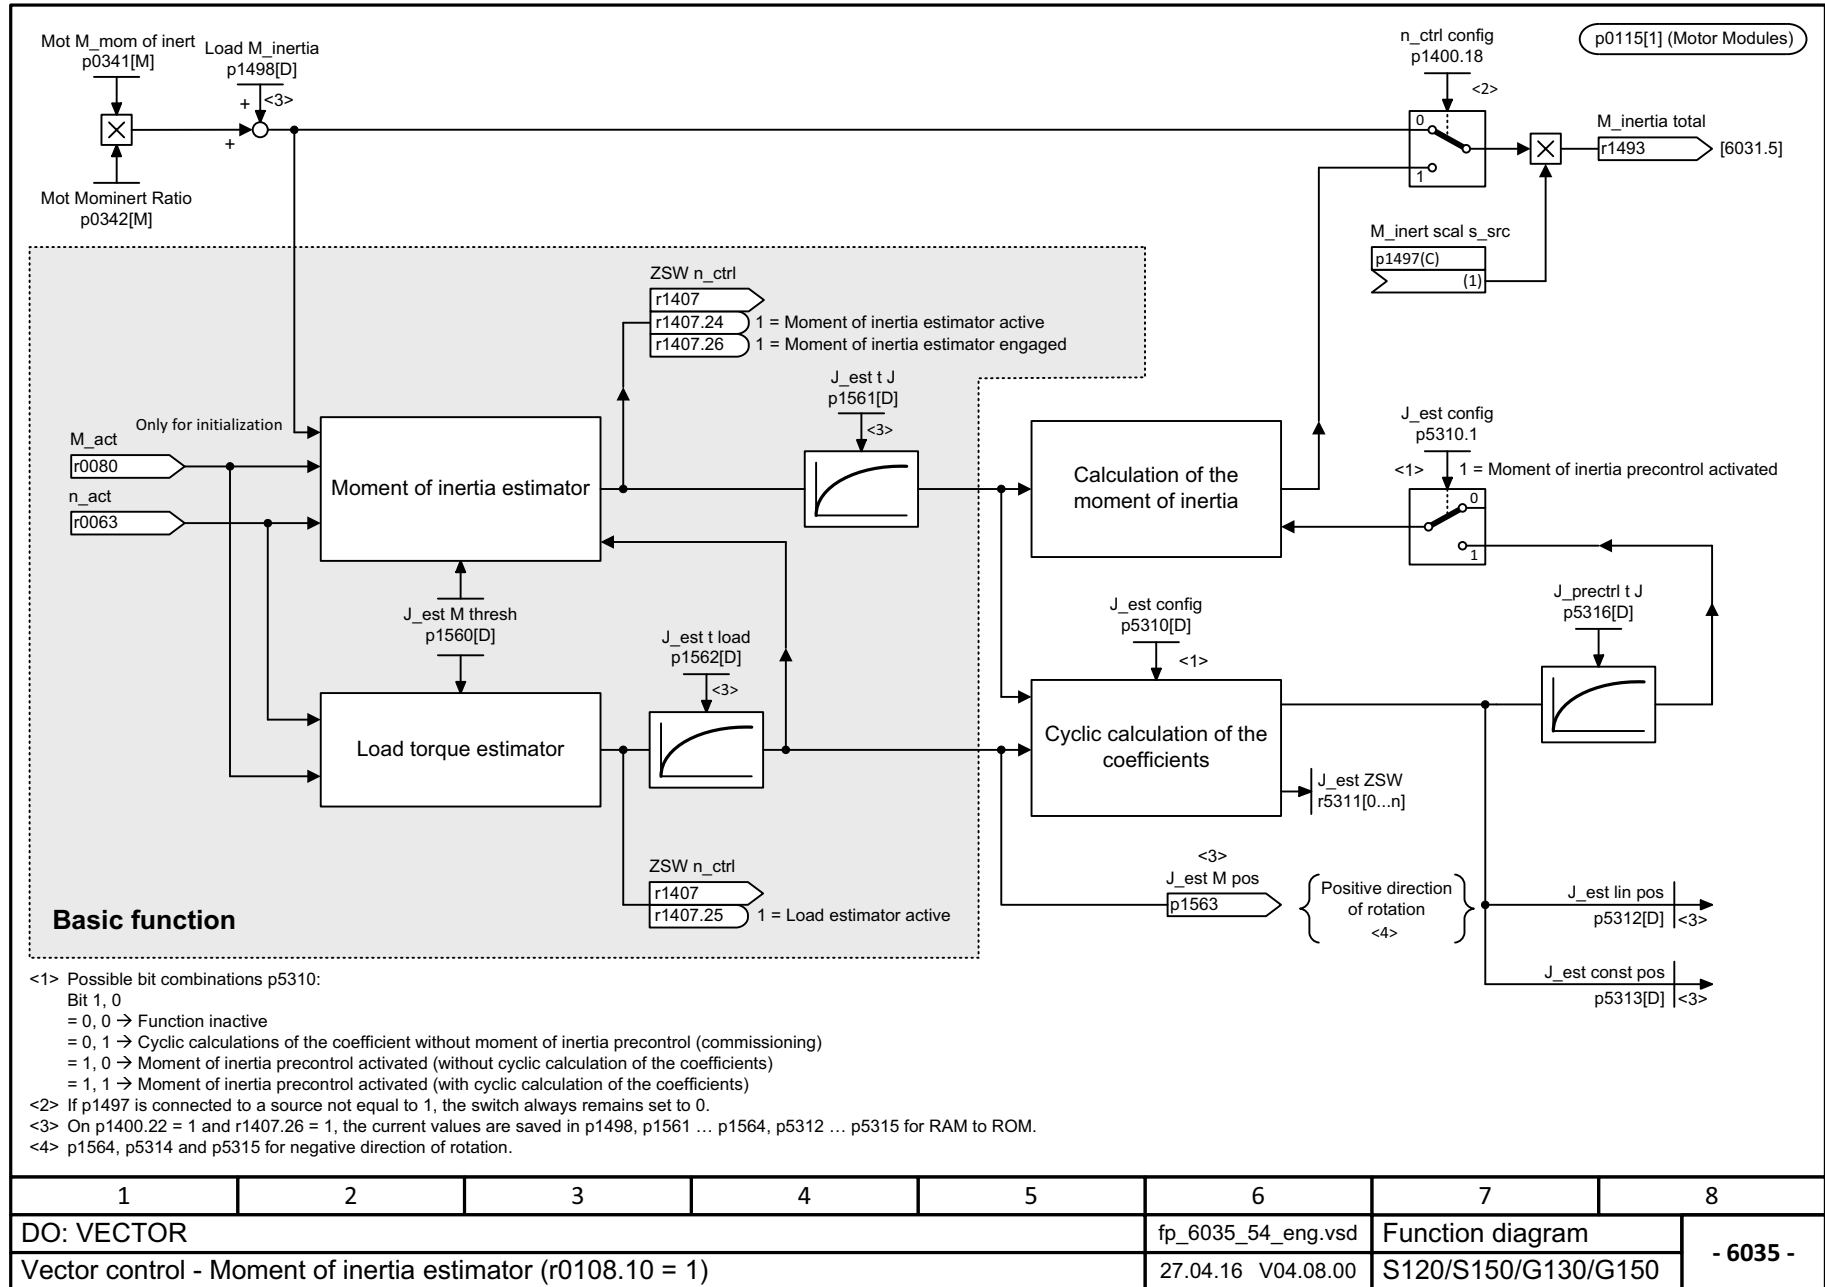 Mot M_mom of inert
p0341[M]
Load M_inertia
p1498[D]
+
<3>
+
Mot Mominert Ratio
p0342[M]
n_ctrl config
p1400.18
<2>
0
1
p0115[1] (Motor Modules)
M_inertia total
r1493
[6031.5]
M_inert scal s_src
p1497(C)
(1)
ZSW n_ctrl
r1407
r1407.24
1 = Moment of inertia estimator active
r1407.26
1 = Moment of inertia estimator engaged
J_est t J
p1561[D]
<3>
Only for initialization
M_act
r0080
n_act
r0063
Moment of inertia estimator
Calculation of the
moment of inertia
J_est config
p5310.1
<1>
1 = Moment of inertia precontrol activated
0
1
J_est M thresh
p1560[D]
J_est t load
p1562[D]
<3>
J_est config
p5310[D]
<1>
J_prectrl t J
p5316[D]
Load torque estimator
Cyclic calculation of the
coefficients
J_est ZSW
r5311[0...n]
ZSW n_ctrl
r1407
r1407.25
1 = Load estimator active
<3>
J_est M pos
p1563
Positive direction
of rotation
<4>
J_est lin pos
p5312[D]
<3>
J_est const pos
p5313[D]
<3>
Basic function
<1> Possible bit combinations p5310:
Bit 1, 0
= 0, 0 → Function inactive
= 0, 1 → Cyclic calculations of the coefficient without moment of inertia precontrol (commissioning)
= 1, 0 → Moment of inertia precontrol activated (without cyclic calculation of the coefficients)
= 1, 1 → Moment of inertia precontrol activated (with cyclic calculation of the coefficients)
<2> If p1497 is connected to a source not equal to 1, the switch always remains set to 0.
<3> On p1400.22 = 1 and r1407.26 = 1, the current values are saved in p1498, p1561 … p1564, p5312 … p5315 for RAM to ROM.
<4> p1564, p5314 and p5315 for negative direction of rotation.
1 2 3 4 5 6 7 8
DO: VECTOR
fp_6035_54_eng.vsd
Function diagram
- 6035 -
Vector control - Moment of inertia estimator (r0108.10 = 1)
27.04.16 V04.08.00
S120/S150/G130/G150